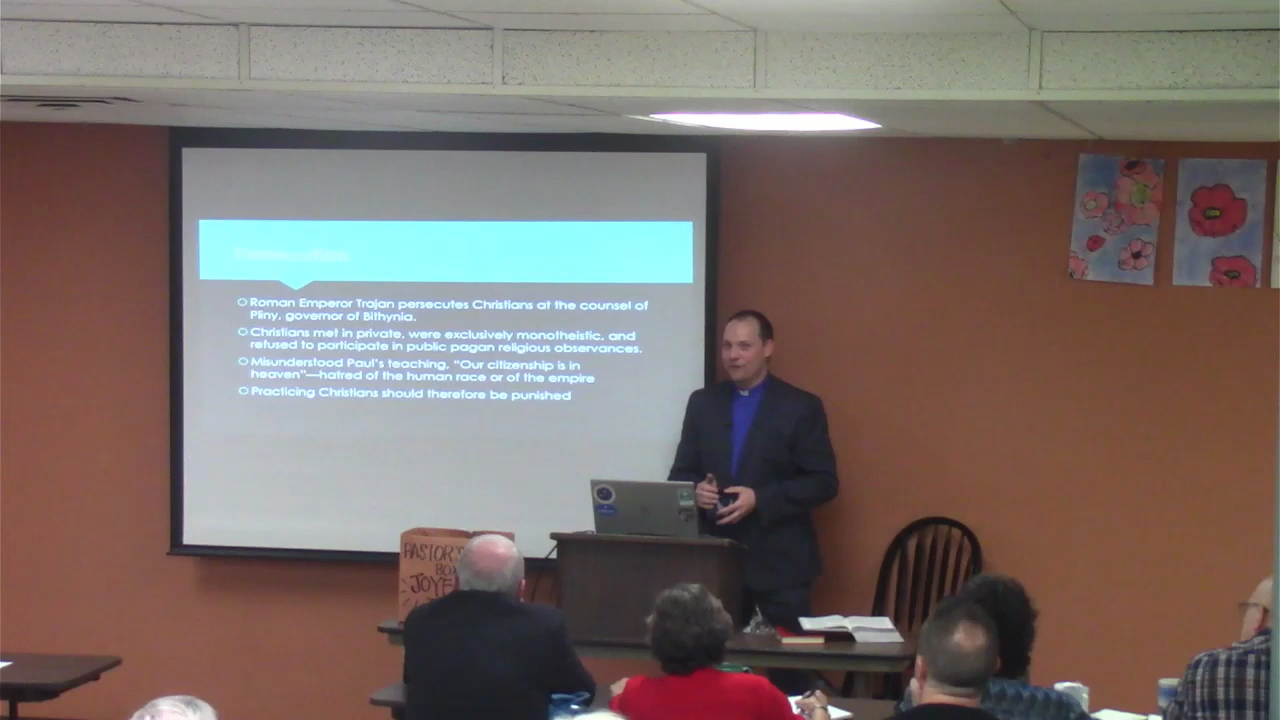 Roman Emperor Trajan persecutes Christians at the counsel of
Pliny, governor of Bithynia.
Christians met in private, were exclusively monotheistic, and
refused to participate in public pagan religious observances.
Misunderstood Paul's teaching, "Our citizenship is in
heaven"—hatred of the human race or of the empire
Practicing Christians should therefore be punished
PASTOR'S